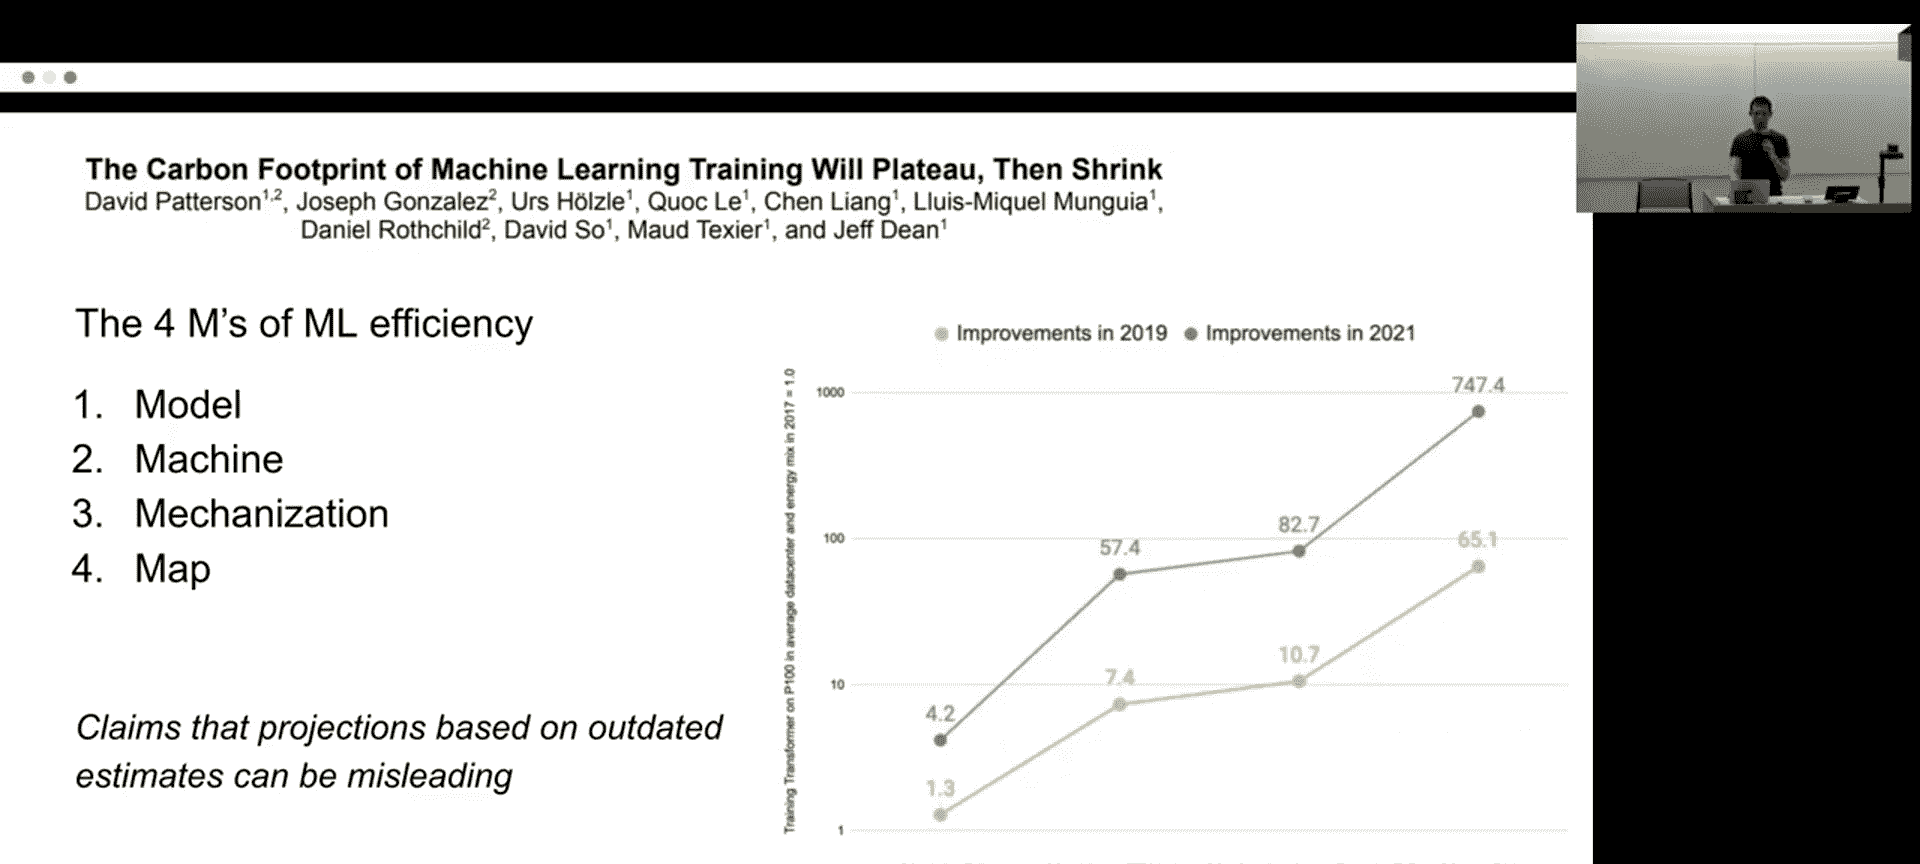 The Carbon Footprint of Machine Learning Training Will Plateau, Then Shrink
David Patterson1,2, Joseph Gonzalez2, Urs Hölzle1, Quoc Le1, Chen Liang1, Lluis-Miquel Munguia1,
Daniel Rothchild2, David So1, Maud Texier1, and Jeff Dean1
The 4 M's of ML efficiency
1. Model
2. Machine
3. Mechanization
4. Map
Claims that projections based on outdated
estimates can be misleading
Improvements in 2019 Improvements in 2021
Training Transformer on P100 in average datacenter and energy mix in 2017 = 1.0
1000
100
10
1
747.4
82.7
57.4
4.2
65.1
10.7
7.4
1.3